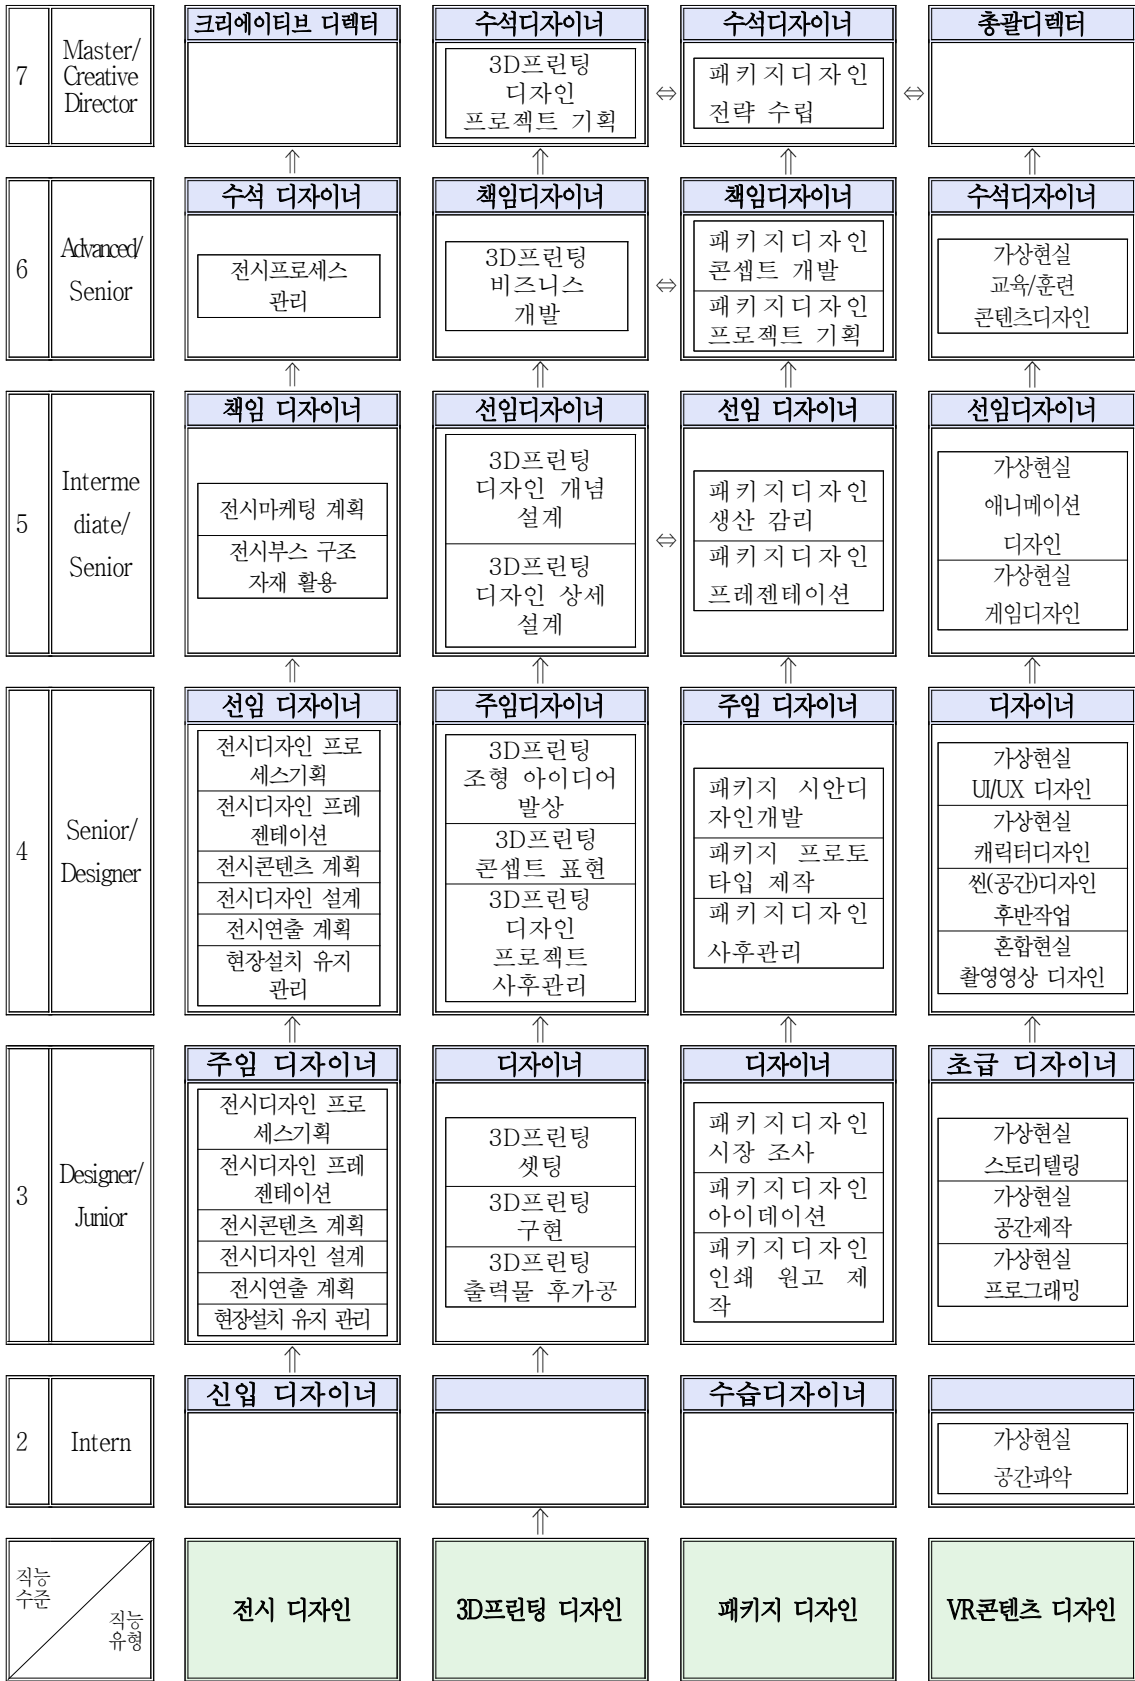 7
Master/
Creative
Director
크리에이티브 디렉터
수석디자이너
3D프린팅
디자인
프로젝트 기획
⇔
수석디자이너
패키지디자인
전략 수립
⇔
총괄디렉터
⇑ ⇑ ⇑ ⇑
6
Advanced/
Senior
수석 디자이너
전시프로세스
관리
책임디자이너
3D프린팅
비즈니스
개발
⇔
책임디자이너
패키지디자인
콘셉트 개발
패키지디자인
프로젝트 기획
수석디자이너
가상현실
교육/훈련
콘텐츠디자인
⇑ ⇑ ⇑ ⇑
5
Interme
diate/
Senior
책임 디자이너
전시마케팅 계획
전시부스 구조
자재 활용
선임디자이너
3D프린팅
디자인 개념
설계
3D프린팅
디자인 상세
설계
⇔
선임 디자이너
패키지디자인
생산 감리
패키지디자인
프레젠테이션
선임디자이너
가상현실
애니메이션
디자인
가상현실
게임디자인
⇑ ⇑ ⇑ ⇑
4
Senior/
Designer
선임 디자이너
전시디자인 프로
세스기획
전시디자인 프레
젠테이션
전시콘텐츠 계획
전시디자인 설계
전시연출 계획
현장설치 유지
관리
주임디자이너
3D프린팅
조형 아이디어
발상
3D프린팅
콘셉트 표현
3D프린팅
디자인
프로젝트
사후관리
주임 디자이너
패키지 시안디
자인개발
패키지 프로토
타입 제작
패키지디자인
사후관리
디자이너
가상현실
UI/UX 디자인
가상현실
캐릭터디자인
씬(공간)디자인
후반작업
혼합현실
촬영영상 디자인
⇑ ⇑ ⇑ ⇑
3
Designer/
Junior
주임 디자이너
전시디자인 프로
세스기획
전시디자인 프레
젠테이션
전시콘텐츠 계획
전시디자인 설계
전시연출 계획
현장설치 유지 관리
디자이너
3D프린팅
셋팅
3D프린팅
구현
3D프린팅
출력물 후가공
디자이너
패키지디자인
시장 조사
패키지디자인
아이데이션
패키지디자인
인쇄 원고 제
작
초급 디자이너
가상현실
스토리텔링
가상현실
공간제작
가상현실
프로그래밍
⇑ ⇑
2
Intern
신입 디자이너
수습디자이너
가상현실
공간파악
⇑
직능
수준
직능
유형
전시 디자인
3D프린팅 디자인
패키지 디자인
VR콘텐츠 디자인